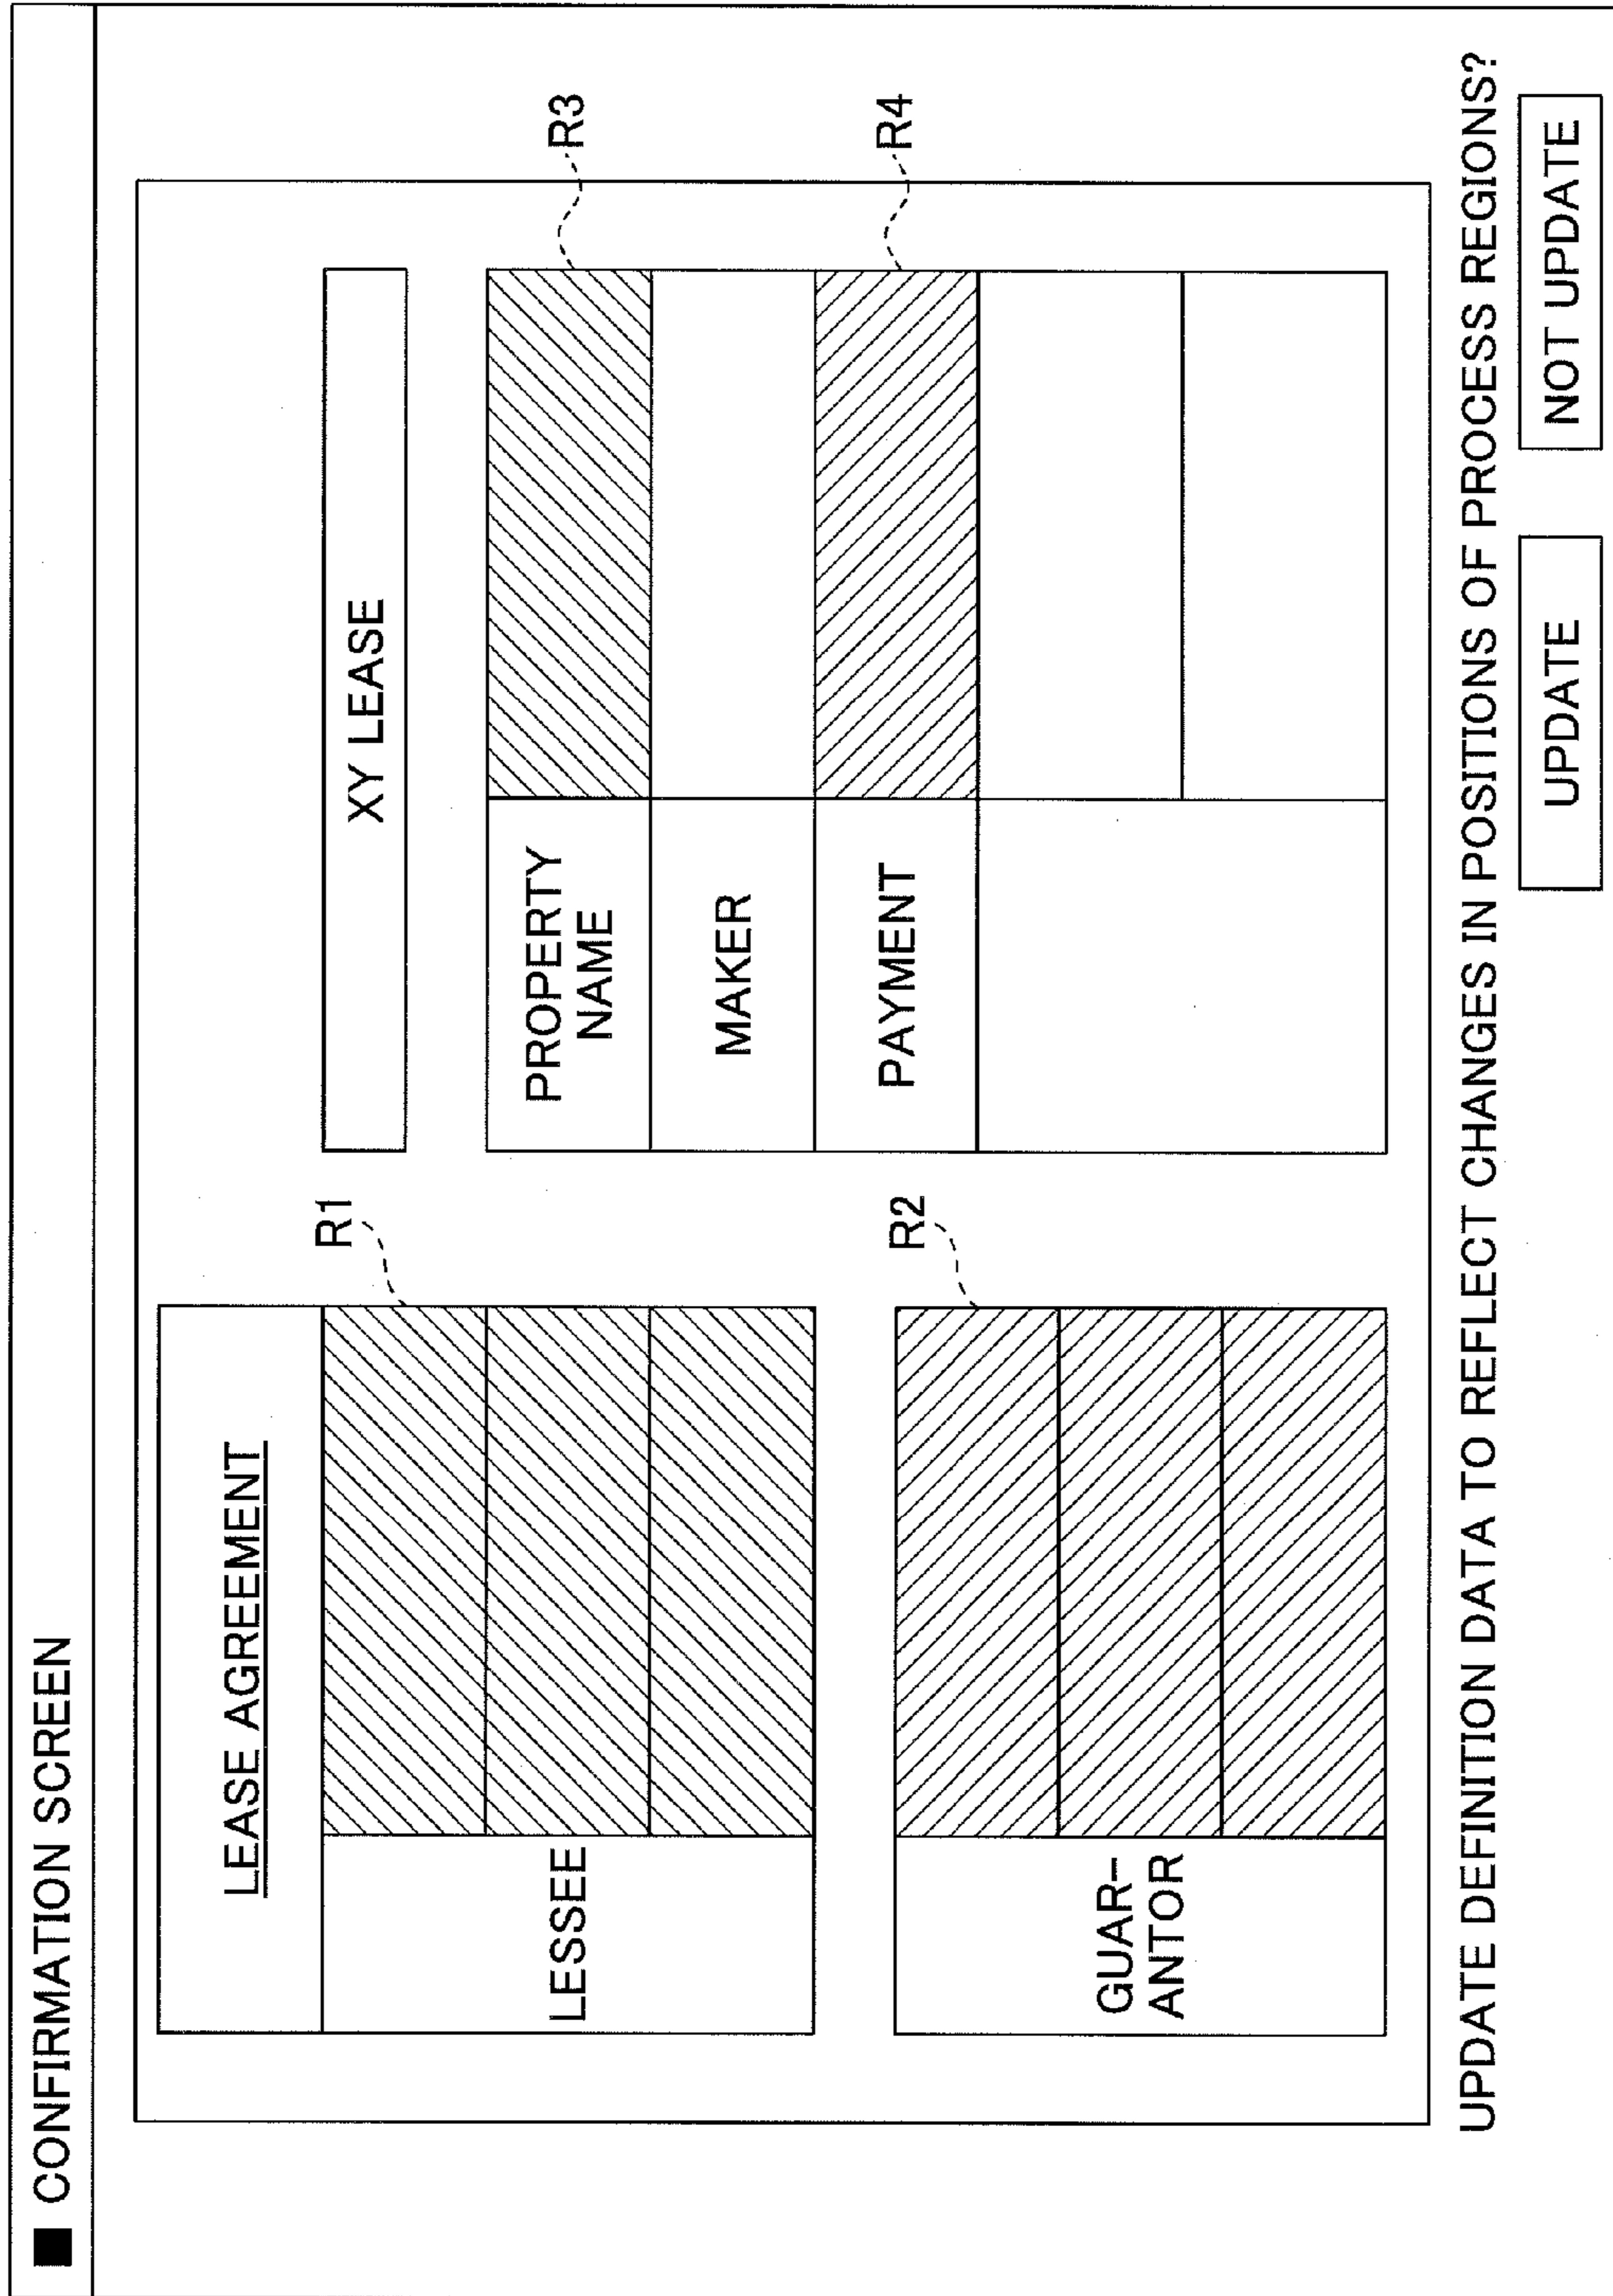 ■ CONFIRMATION SCREEN
LEASE AGREEMENT
R1
LESSEE
R2
GUAR-
ANTOR
XY LEASE
R3
PROPERTY
NAME
MAKER
R4
PAYMENT
UPDATE DEFINITION DATA TO REFLECT CHANGES IN POSITIONS OF PROCESS REGIONS?
UPDATE
NOT UPDATE